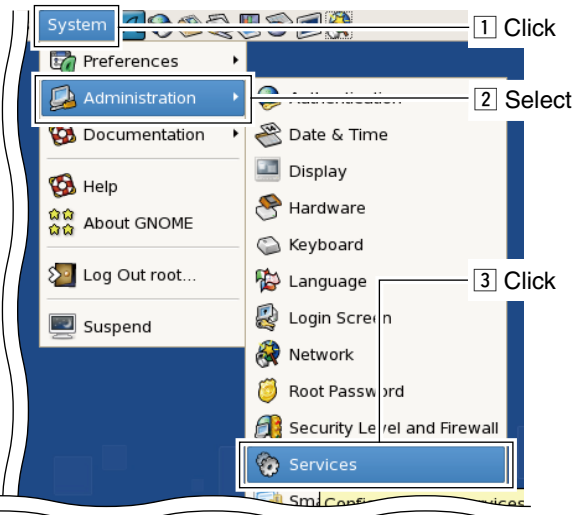 System
1 Click
Preferences
Administration
2 Select
Documentation
Date & Time
Display
Help
Hardware
About GNOME
Keyboard
Log Out root...
Language
3 Click
Login Screen
Suspend
Network
Root Password
Security Level and Firewall
Services